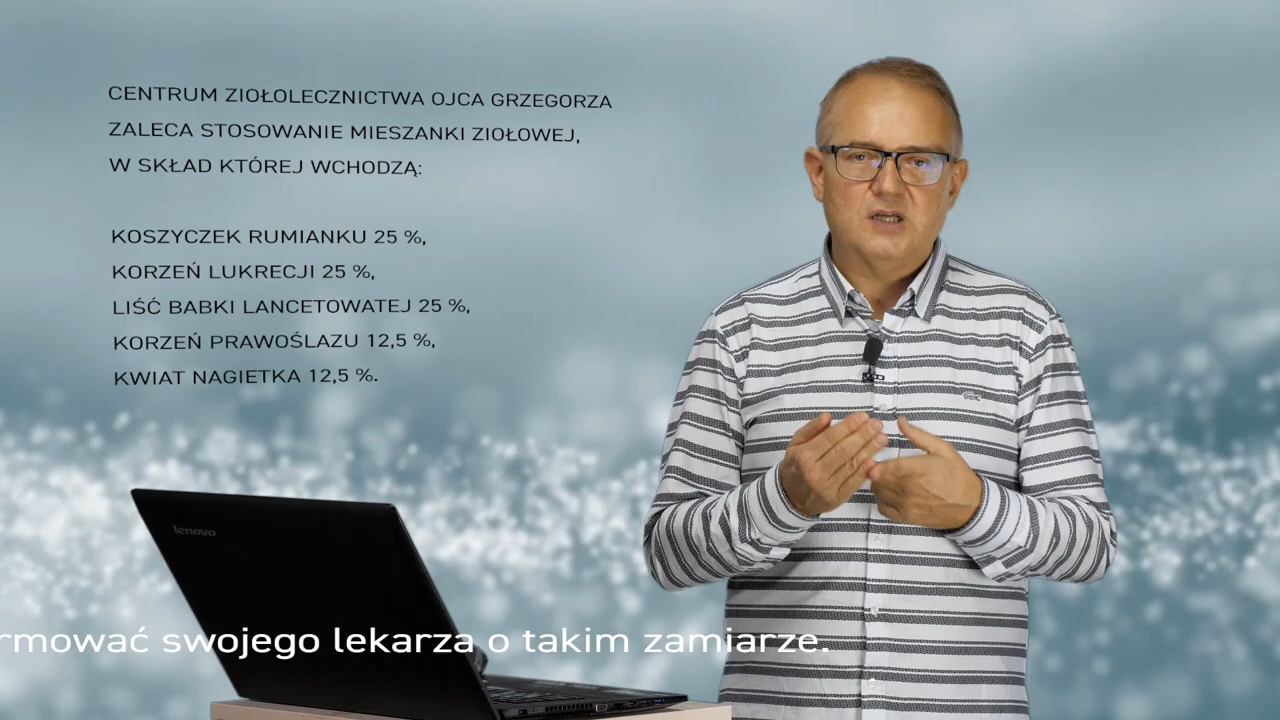 CENTRUM ZIOŁOLECZNICTWA OJCA GRZEGORZA
ZALECA STOSOWANIE MIESZANKI ZIOŁOWEJ,
W SKŁAD KTÓREJ WCHODZĄ:
KOSZYCZEK RUMIANKU 25 %,
KORZEŃ LUKRECJI 25 %,
LIŚĆ BABKI LANCETOWATEJ 25 %,
KORZEŃ PRAWOŚLAZU 12,5 %,
KWIAT NAGIETKA 12,5 %.
lenovo
rmować swojego lekarza o takim zamiarze.